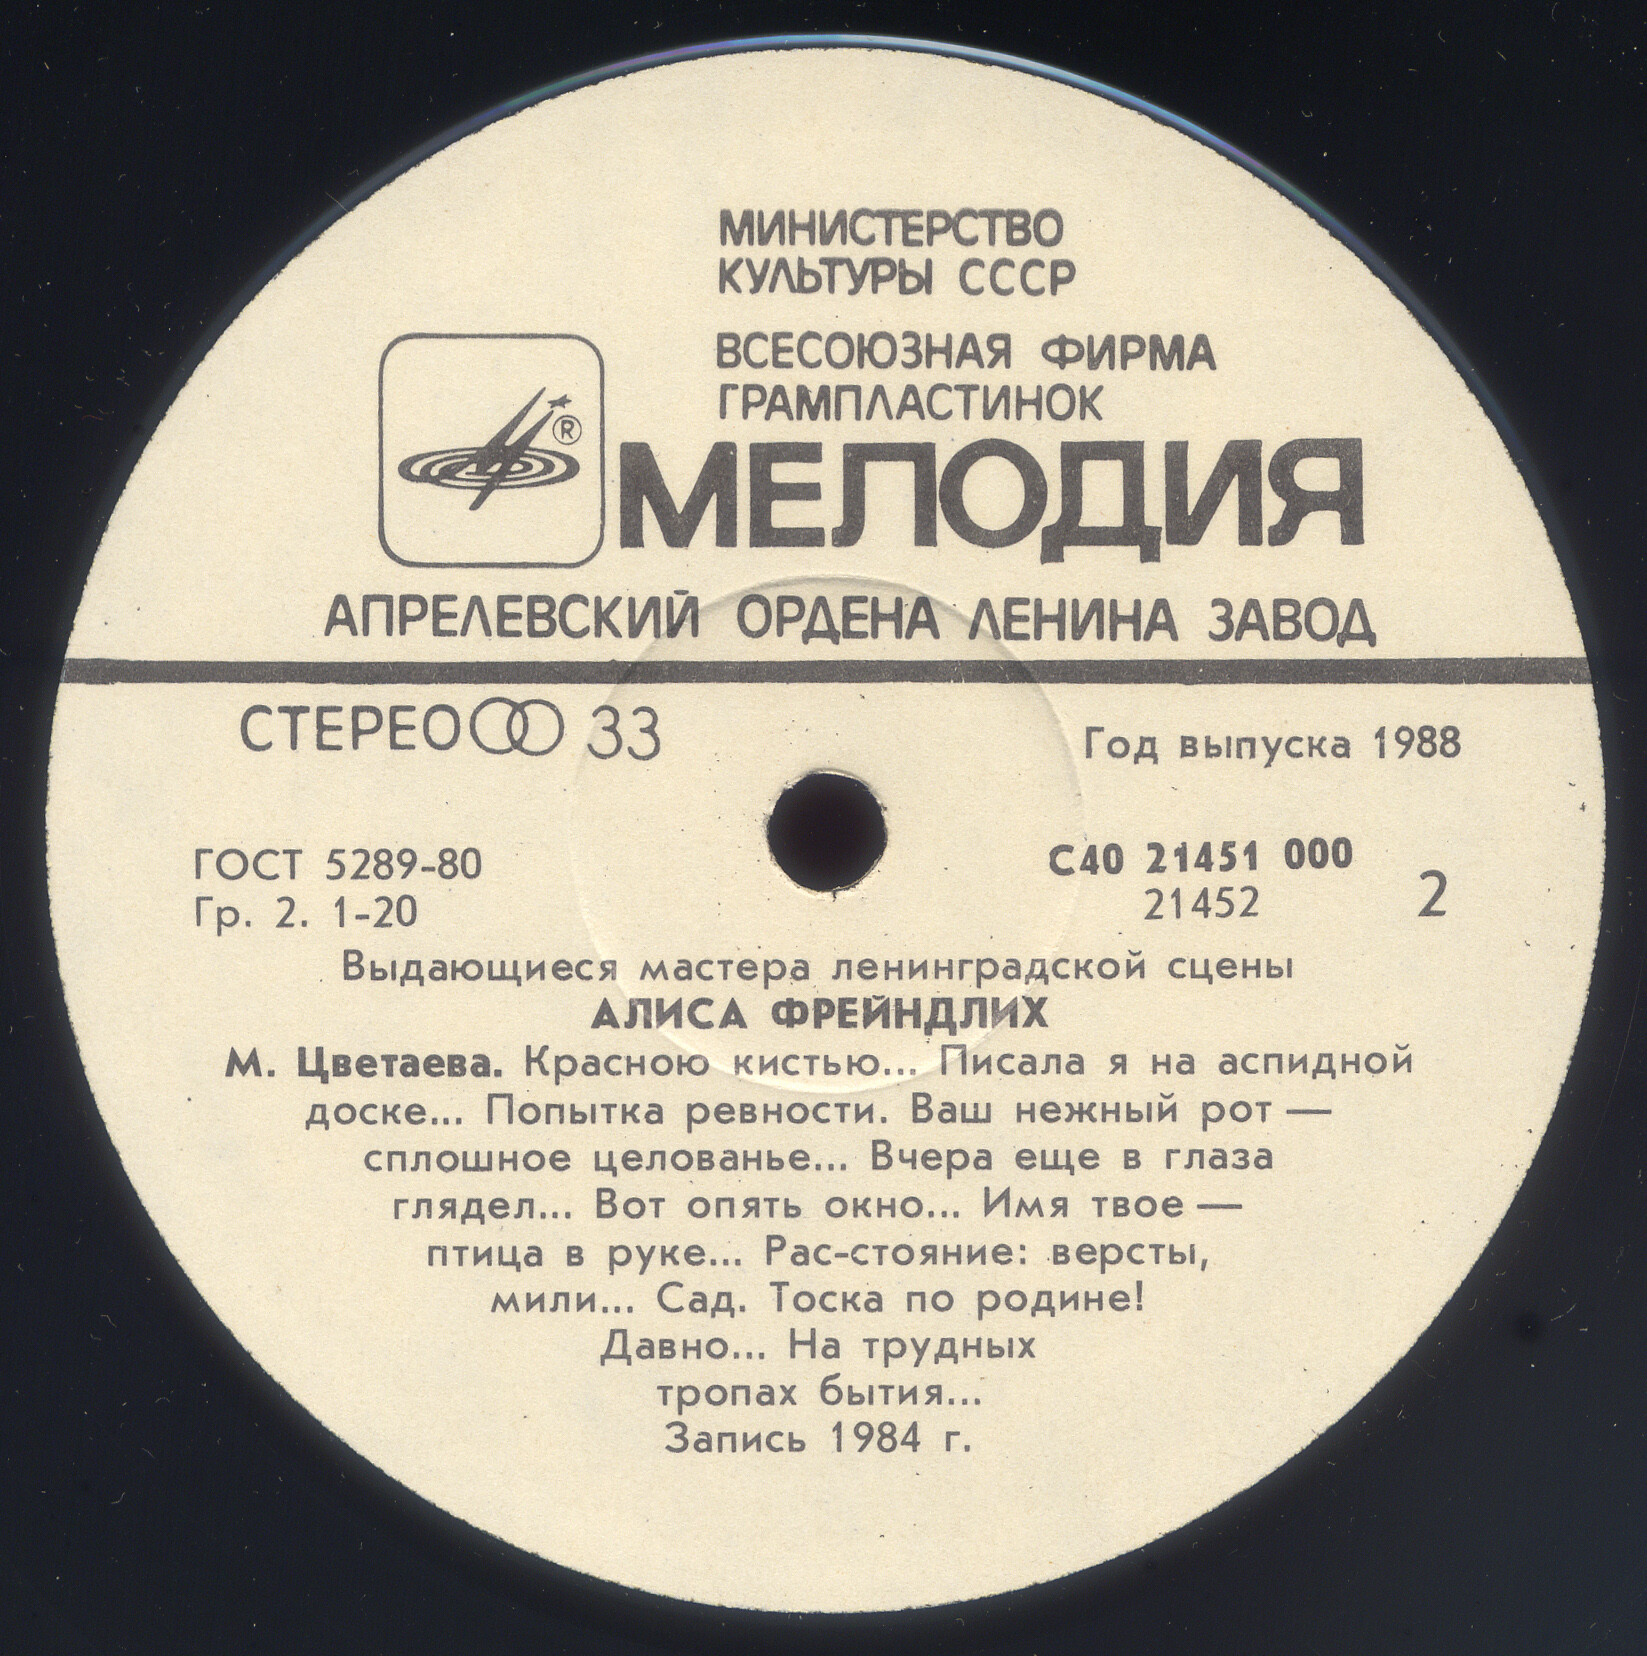 МИНИСТЕРСТВО
КУЛЬТУРЫ СССР
ВСЕСОЮЗНАЯ ФИРМА
ГРАМПЛАСТИНОК
®
МЕЛОДИЯ
АПРЕЛЕВСКИЙ ОРДЕНА ЛЕНИНА ЗАВОД
СТЕРЕО 33
Год выпуска 1988
ГОСТ 5289-80
Гр. 2. 1-20
С40 21451 000
21452
2
Выдающиеся мастера ленинградской сцены
АЛИСА ФРЕЙНДЛИХ
М. Цветаева. Красною кистью... Писала я на аспидной
доске... Попытка ревности. Ваш нежный рот —
сплошное целованье... Вчера еще в глаза
глядел... Вот опять окно... Имя твое —
птица в руке... Рас-стояние: версты,
мили... Сад. Тоска по родине!
Давно... На трудных
тропах бытия...
Запись 1984 г.